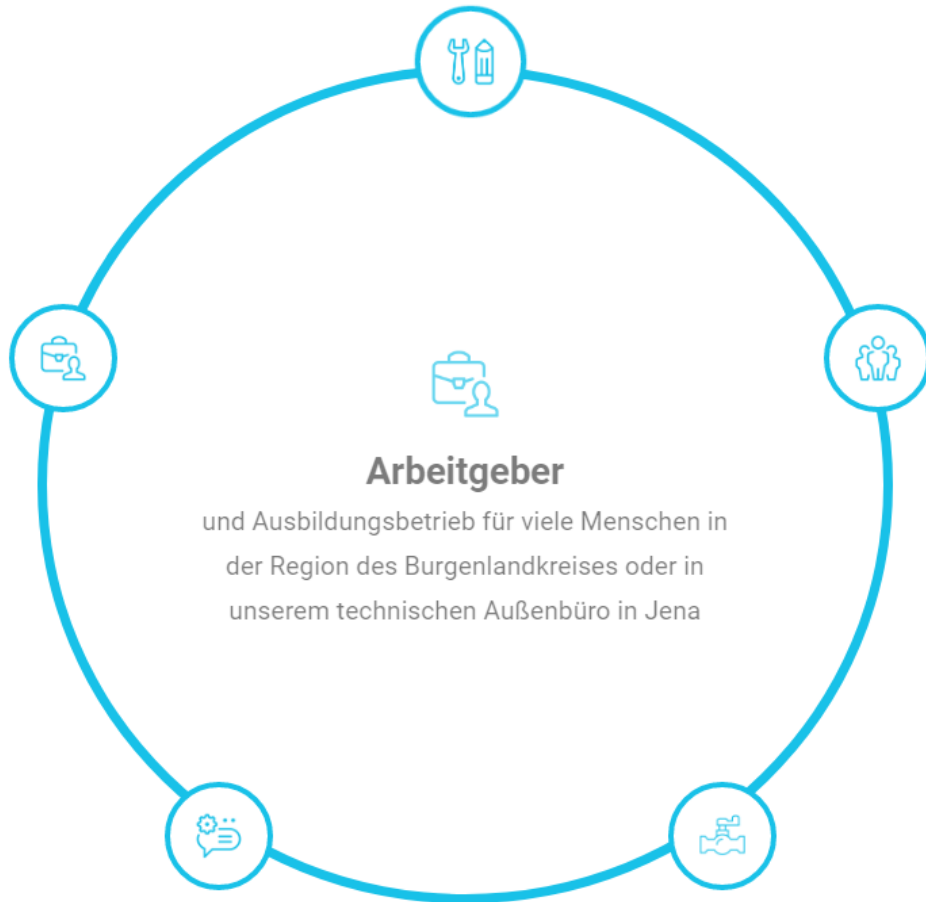 Arbeitgeber
und Ausbildungsbetrieb für viele Menschen in
der Region des Burgenlandkreises oder in
unserem technischen Außenbüro in Jena